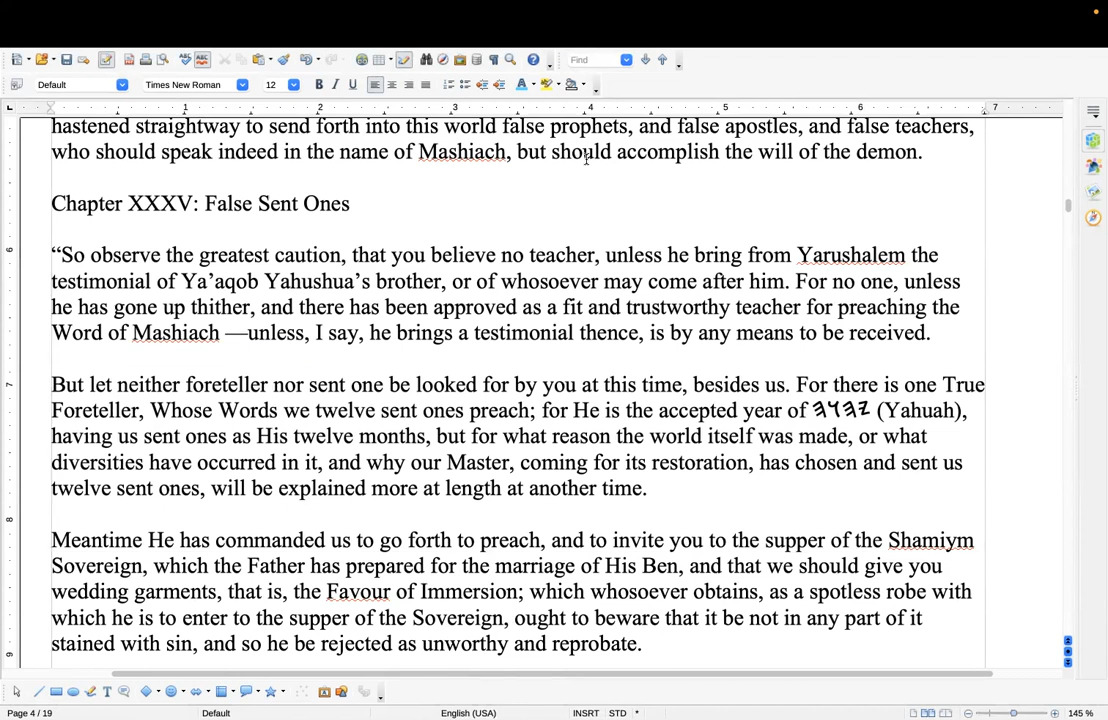 Find
Default
Times New Roman
12
B I U
1 2 3 4 5 6 7
hastened straightway to send forth into this world false prophets, and false apostles, and false teachers,
who should speak indeed in the name of Mashiach, but should accomplish the will of the demon.
Chapter XXXV: False Sent Ones
“So observe the greatest caution, that you believe no teacher, unless he bring from Yarushalem the
testimonial of Ya’aqob Yahushua’s brother, or of whosoever may come after him. For no one, unless
he has gone up thither, and there has been approved as a fit and trustworthy teacher for preaching the
Word of Mashiach —unless, I say, he brings a testimonial thence, is by any means to be received.
But let neither foreteller nor sent one be looked for by you at this time, besides us. For there is one True
Foreteller, Whose Words we twelve sent ones preach; for He is the accepted year of 𐤉𐤄𐤅𐤄 (Yahuah),
having us sent ones as His twelve months, but for what reason the world itself was made, or what
diversities have occurred in it, and why our Master, coming for its restoration, has chosen and sent us
twelve sent ones, will be explained more at length at another time.
Meantime He has commanded us to go forth to preach, and to invite you to the supper of the Shamiym
Sovereign, which the Father has prepared for the marriage of His Ben, and that we should give you
wedding garments, that is, the Favour of Immersion; which whosoever obtains, as a spotless robe with
which he is to enter to the supper of the Sovereign, ought to beware that it be not in any part of it
stained with sin, and so he be rejected as unworthy and reprobate.
6
7
8
9
Page 4 / 19
Default
English (USA)
INSRT
STD
*
145 %